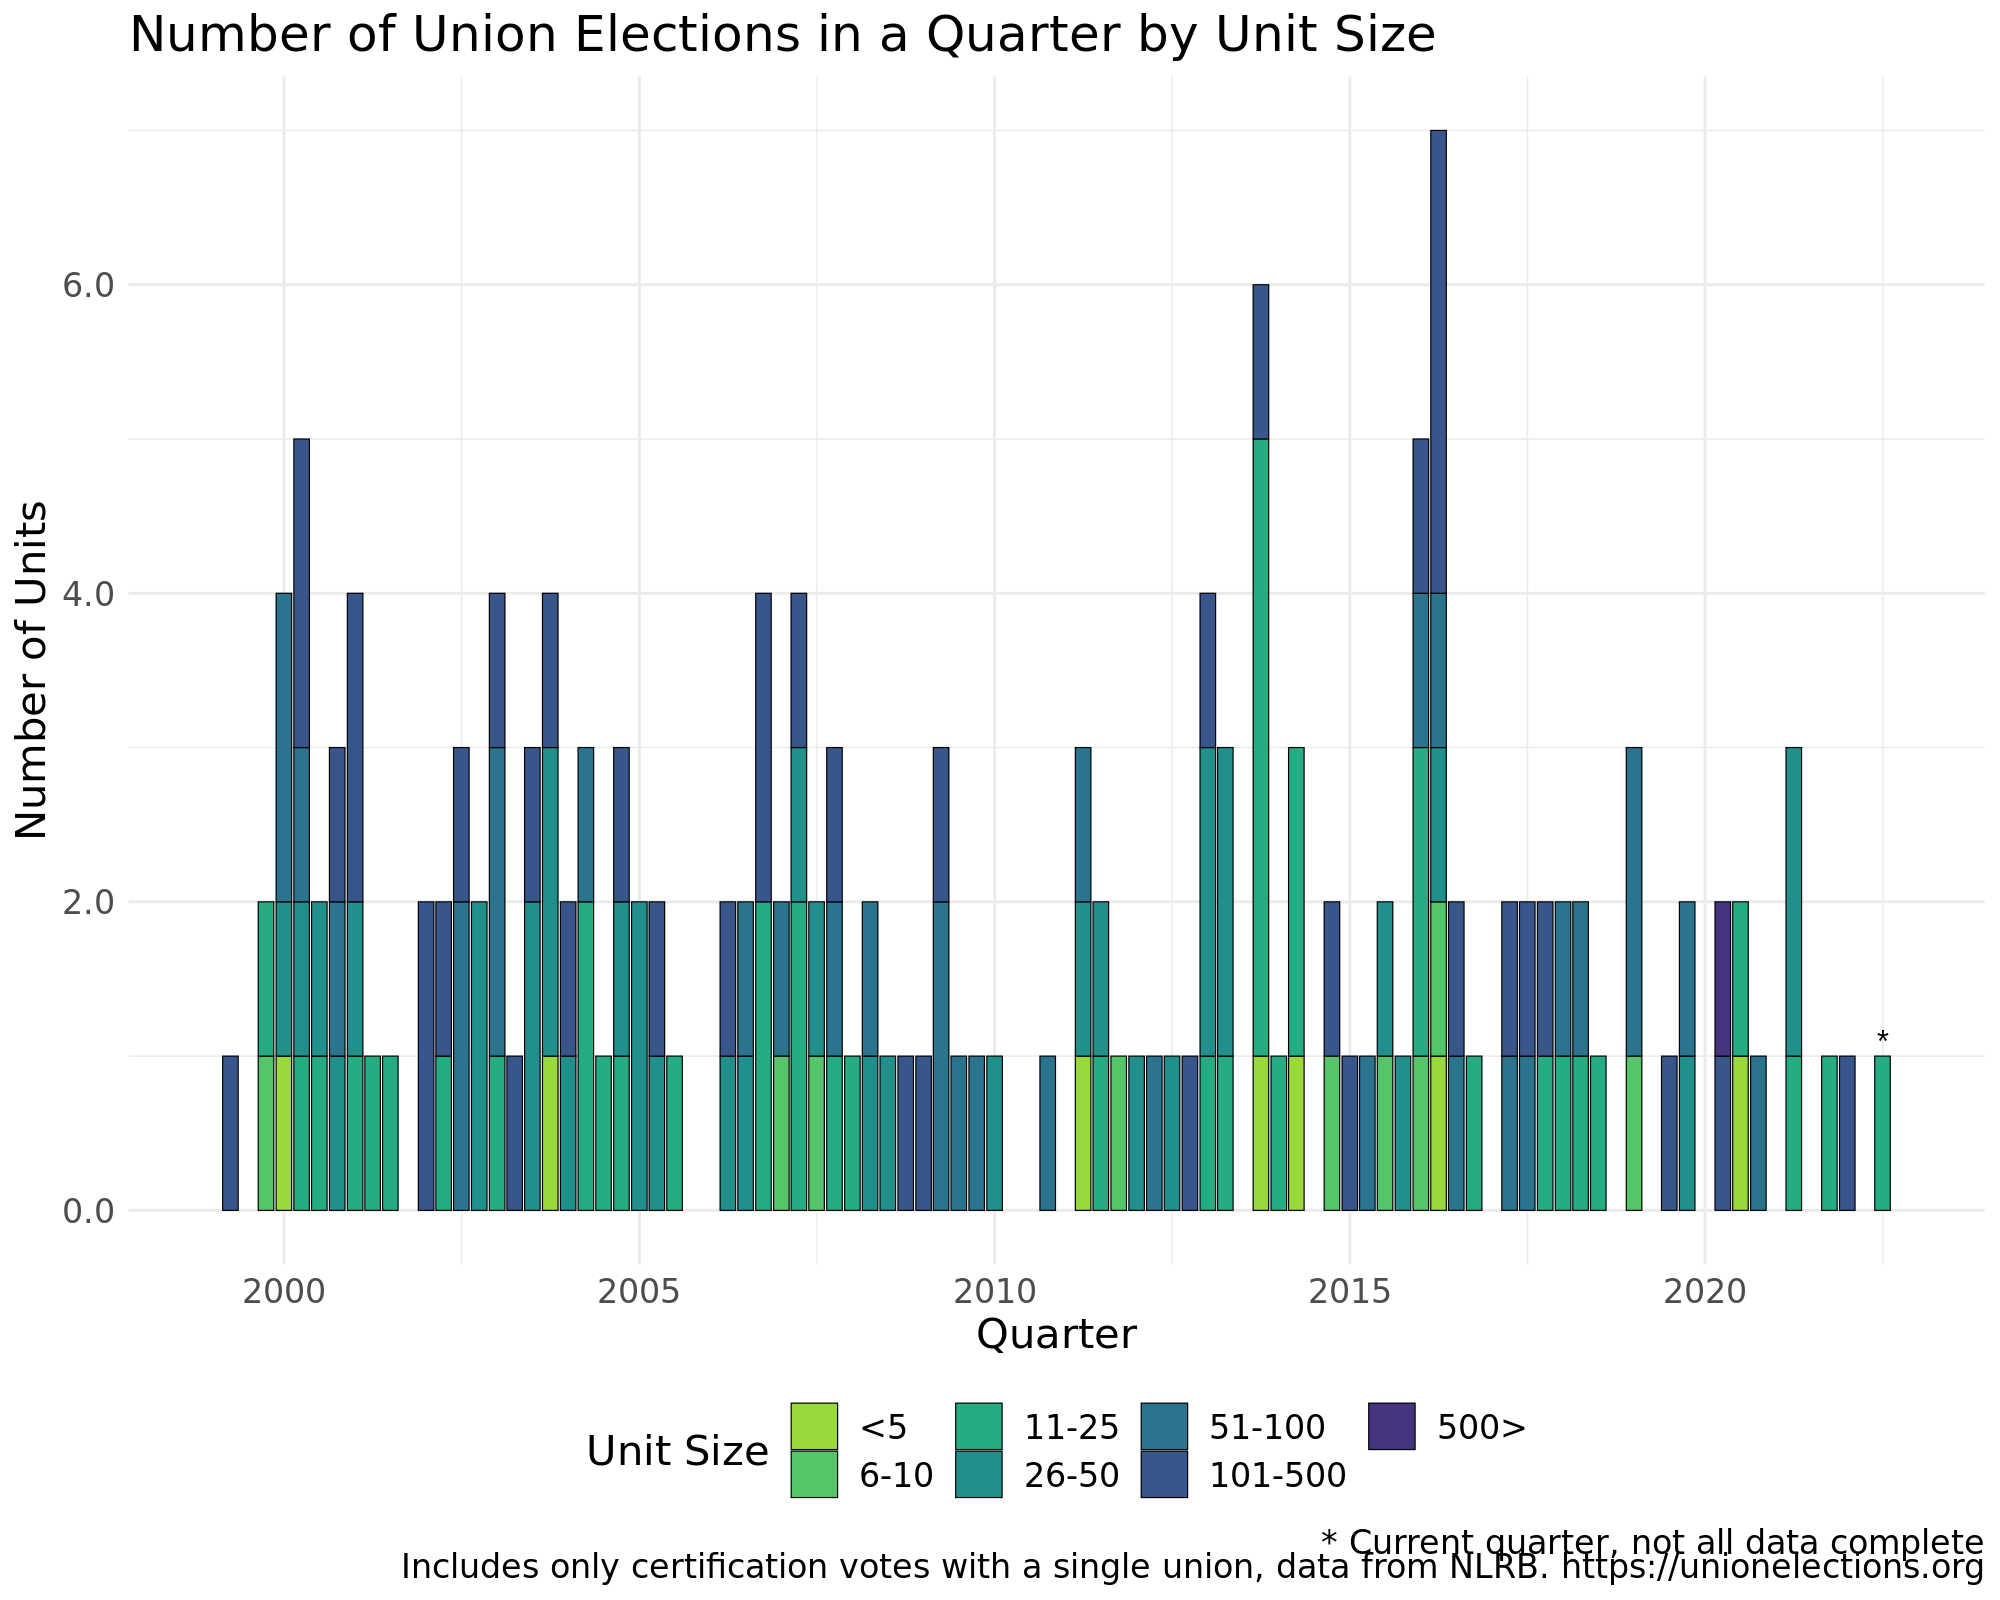 Number of Union Elections in a Quarter by Unit Size
Number of Units
6.0
4.0
2.0
0.0
*
2000 2005 2010 2015 2020
Quarter
Unit Size
<5 11-25 51-100 500>
6-10 26-50 101-500
* Current quarter, not all data complete
Includes only certification votes with a single union, data from NLRB. https://unionelections.org